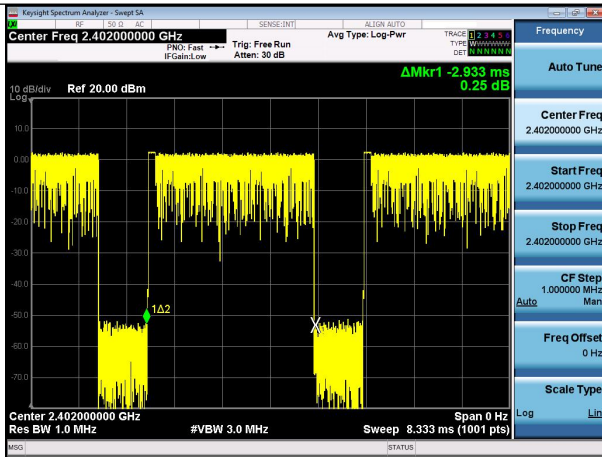 Keysight Spectrum Analyzer - Swept SA
RF 50 Ω AC SENSE:INT ALIGN AUTO
Center Freq 2.402000000 GHz
PNO: Fast
IFGain:Low
Trig: Free Run
Atten: 30 dB
Avg Type: Log-Pwr
TRACE 1 2 3 4 5 6
TYPE WWWWWW
DET N N N N N N
ΔMkr1 -2.933 ms
0.25 dB
10 dB/div
Log
Ref 20.00 dBm
10.0
0.00
-10.0
-20.0
-30.0
-40.0
-50.0
-60.0
-70.0
1Δ2
X
Center 2.402000000 GHz
Span 0 Hz
Res BW 1.0 MHz
#VBW 3.0 MHz
Sweep 8.333 ms (1001 pts)
MSG
STATUS
Frequency
Auto Tune
Center Freq
2.402000000 GHz
Start Freq
2.402000000 GHz
Stop Freq
2.402000000 GHz
CF Step
1.000000 MHz
Auto Man
Freq Offset
0 Hz
Scale Type
Log Lin